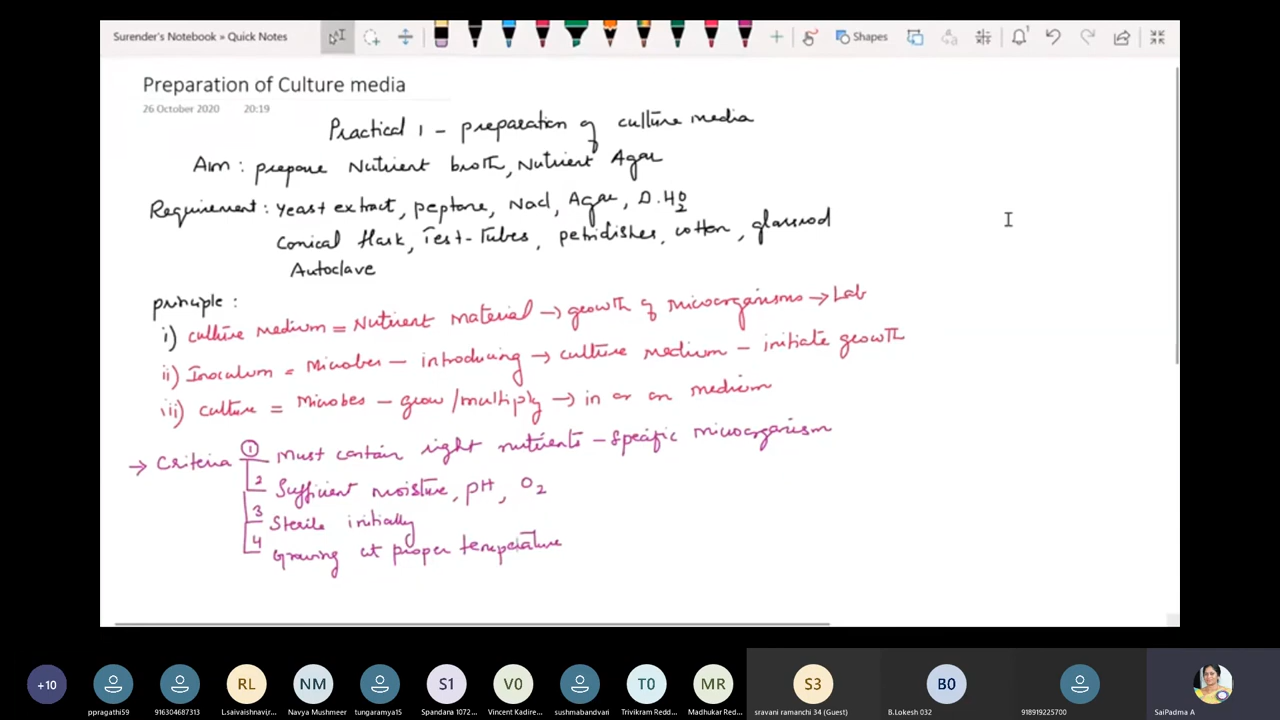 Surender's Notebook » Quick Notes
Shapes
Preparation of Culture media
26 October 2020 20:19
Practical 1 - preparation of culture media
Aim : prepare Nutrient broth, Nutrient Agar
Requirement : Yeast extract, peptone, Nacl, Agar, D.H2O
Conical flask, Test-Tubes, petridishes, cotton, glassrod
Autoclave
principle :
i) culture medium = Nutrient material → growth of microorganisms → Lab
ii) Inoculum = Microbes - introducing → culture medium - initiate growth
iii) culture = Microbes - grow/multiply → in or on medium
→ Criteria ① Must contain right nutrients - Specific microorganism
2 Sufficient moisture, pH, O2
3 Sterile initially
4 Growing at proper temperature
+10
RL
NM
S1
V0
T0
MR
S3
B0
ppragathi59
916304687313
L.saivaishnavi,r...
Navya Mushmeer
tungaramya15
Spandana 1072...
Vincent Kadire...
sushmabandvari
Trivikram Redd...
Madhukar Red...
sravani ramanchi 34 (Guest)
B.Lokesh 032
918919225700
SaiPadma A